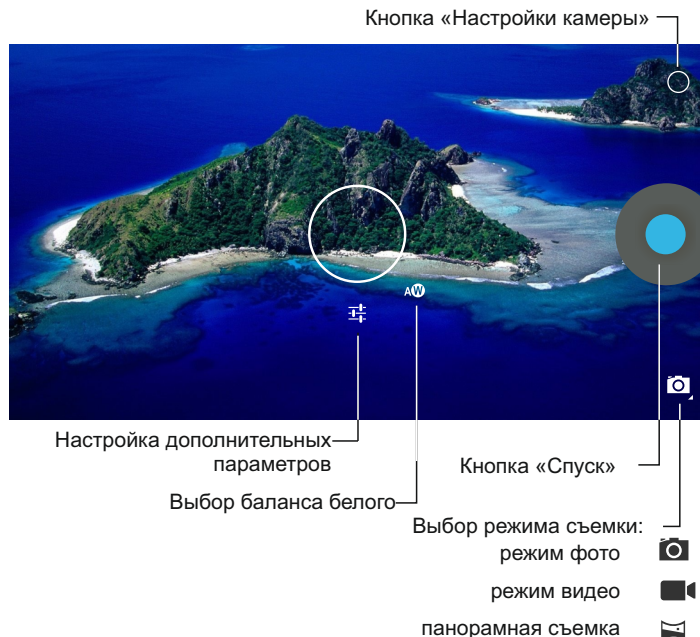 Кнопка «Настройки камеры»
AW
Настройка дополнительных
параметров
Кнопка «Спуск»
Выбор баланса белого
Выбор режима съемки:
режим фото
режим видео
панорамная съемка